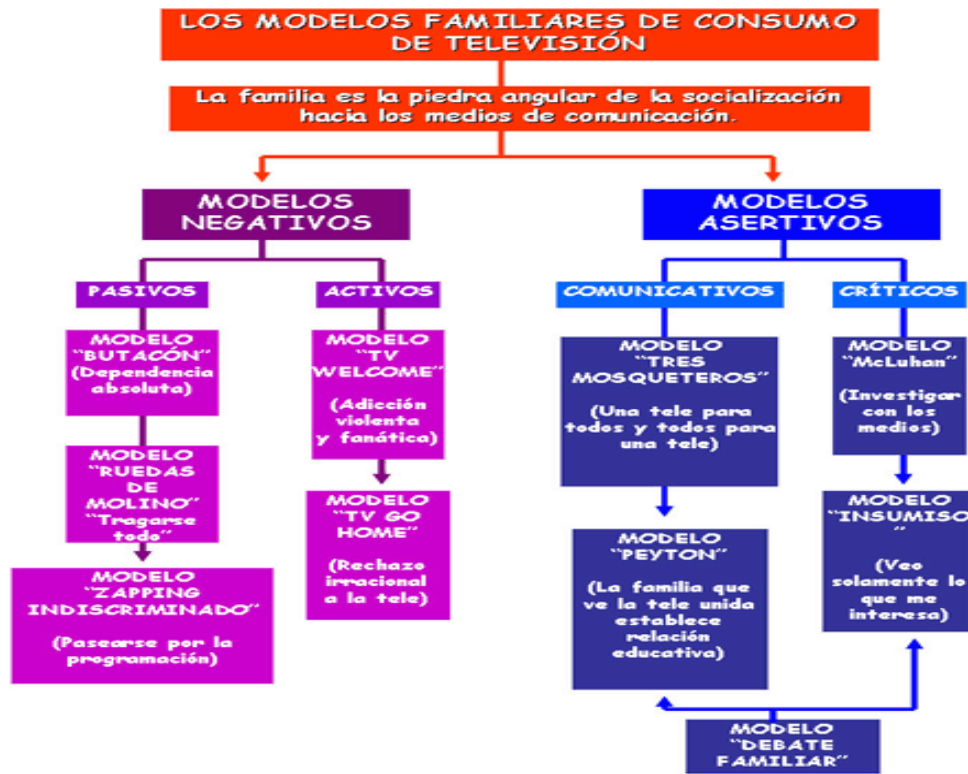 LOS MODELOS FAMILIARES DE CONSUMO
DE TELEVISIÓN
La familia es la piedra angular de la socialización
hacia los medios de comunicación.
MODELOS
NEGATIVOS
MODELOS
ASERTIVOS
PASIVOS
ACTIVOS
COMUNICATIVOS
CRÍTICOS
MODELO
"BUTACÓN"
(Dependencia
absoluta)
MODELO
"RUEDAS
DE
MOLINO"
"Tragarse
todo"
MODELO
"ZAPPING
INDISCRIMINADO"
(Pasearse por la
programación)
MODELO
"TV
WELCOME"
(Adicción
violenta
y fanática)
MODELO
"TV GO
HOME"
(Rechazo
irracional
a la tele)
MODELO
"TRES
MOSQUETEROS"
(Una tele para
todos y todos para
una tele)
MODELO
"PEYTON"
(La familia que
ve la tele unida
establece
relación
educativa)
MODELO
"McLuhan"
(Investigar
con los
medios)
MODELO
"INSUMISO
"
(Veo
solamente lo
que me
interesa)
MODELO
"DEBATE
FAMILIAR"